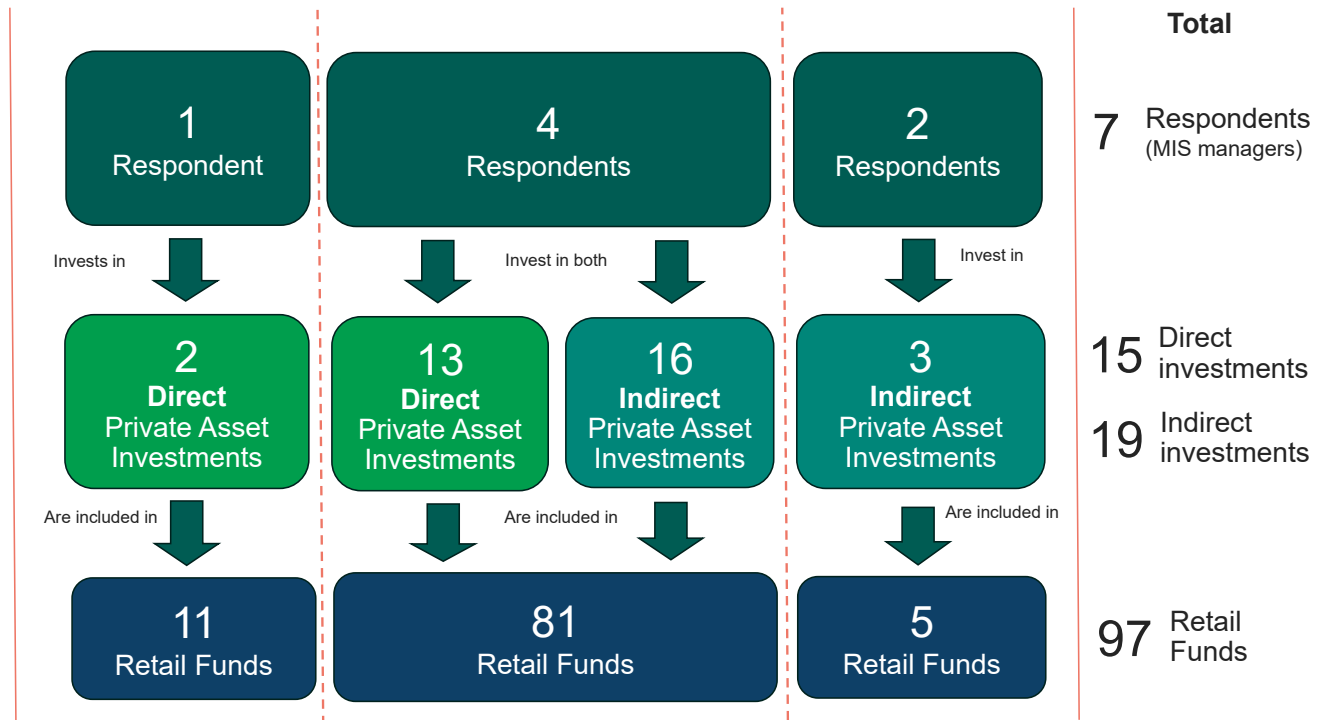 Total
1
Respondent
4
Respondents
2
Respondents
7
Respondents
(MIS managers)
Invests in
Invest in both
Invest in
2
Direct
Private Asset
Investments
13
Direct
Private Asset
Investments
16
Indirect
Private Asset
Investments
3
Indirect
Private Asset
Investments
15
Direct
investments
19
Indirect
investments
Are included in
Are included in
Are included in
11
Retail Funds
81
Retail Funds
5
Retail Funds
97
Retail
Funds